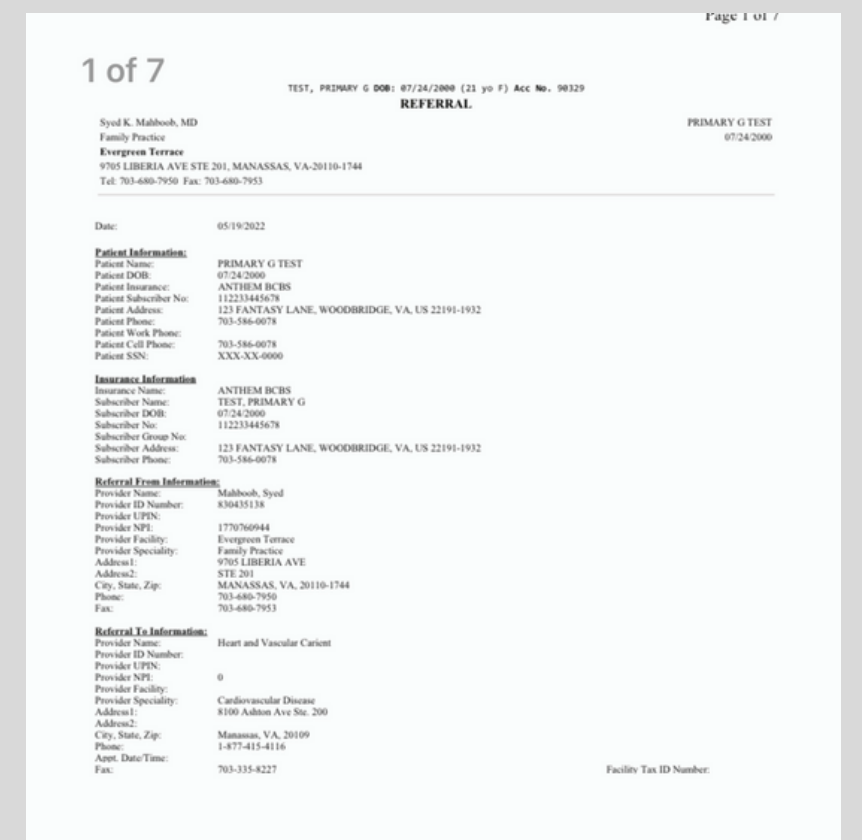 Page 1 of 7
1 of 7
TEST, PRIMARY G DOB: 07/24/2000 (21 yo F) Acc No. 90329
REFERRAL
Syed K. Mahboob, MD
PRIMARY G TEST
Family Practice
07/24/2000
Evergreen Terrace
9705 LIBERIA AVE STE 201, MANASSAS, VA-20110-1744
Tel: 703-680-7950 Fax: 703-680-7953
Date: 05/19/2022
Patient Information:
Patient Name: PRIMARY G TEST
Patient DOB: 07/24/2000
Patient Insurance: ANTHEM BCBS
Patient Subscriber No: 112233445678
Patient Address: 123 FANTASY LANE, WOODBRIDGE, VA, US 22191-1932
Patient Phone: 703-586-0078
Patient Work Phone:
Patient Cell Phone: 703-586-0078
Patient SSN: XXX-XX-0000
Insurance Information
Insurance Name: ANTHEM BCBS
Subscriber Name: TEST, PRIMARY G
Subscriber DOB: 07/24/2000
Subscriber No: 112233445678
Subscriber Group No:
Subscriber Address: 123 FANTASY LANE, WOODBRIDGE, VA, US 22191-1932
Subscriber Phone: 703-586-0078
Referral From Information:
Provider Name: Mahboob, Syed
Provider ID Number: 830435138
Provider UPIN:
Provider NPI: 1770760944
Provider Facility: Evergreen Terrace
Provider Speciality: Family Practice
Address1: 9705 LIBERIA AVE
Address2: STE 201
City, State, Zip: MANASSAS, VA, 20110-1744
Phone: 703-680-7950
Fax: 703-680-7953
Referral To Information:
Provider Name: Heart and Vascular Carient
Provider ID Number:
Provider UPIN:
Provider NPI: 0
Provider Facility:
Provider Speciality: Cardiovascular Disease
Address1: 8100 Ashton Ave Ste. 200
Address2:
City, State, Zip: Manassas, VA, 20109
Phone: 1-877-415-4116
Appt. Date/Time:
Fax: 703-335-8227 Facility Tax ID Number: